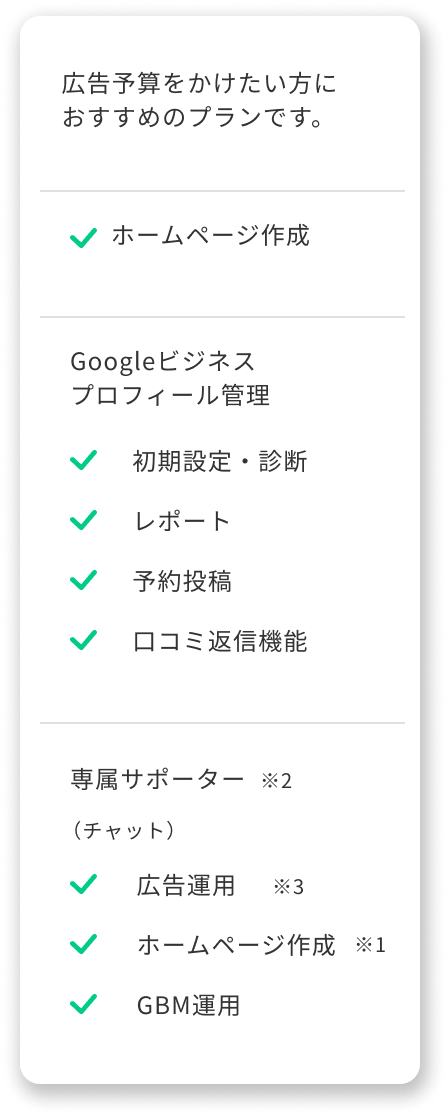 広告予算をかけたい方に
おすすめのプランです。
ホームページ作成
Googleビジネス
プロフィール管理
初期設定・診断
レポート
予約投稿
口コミ返信機能
専属サポーター ※2
（チャット）
広告運用 ※3
ホームページ作成 ※1
GBM運用